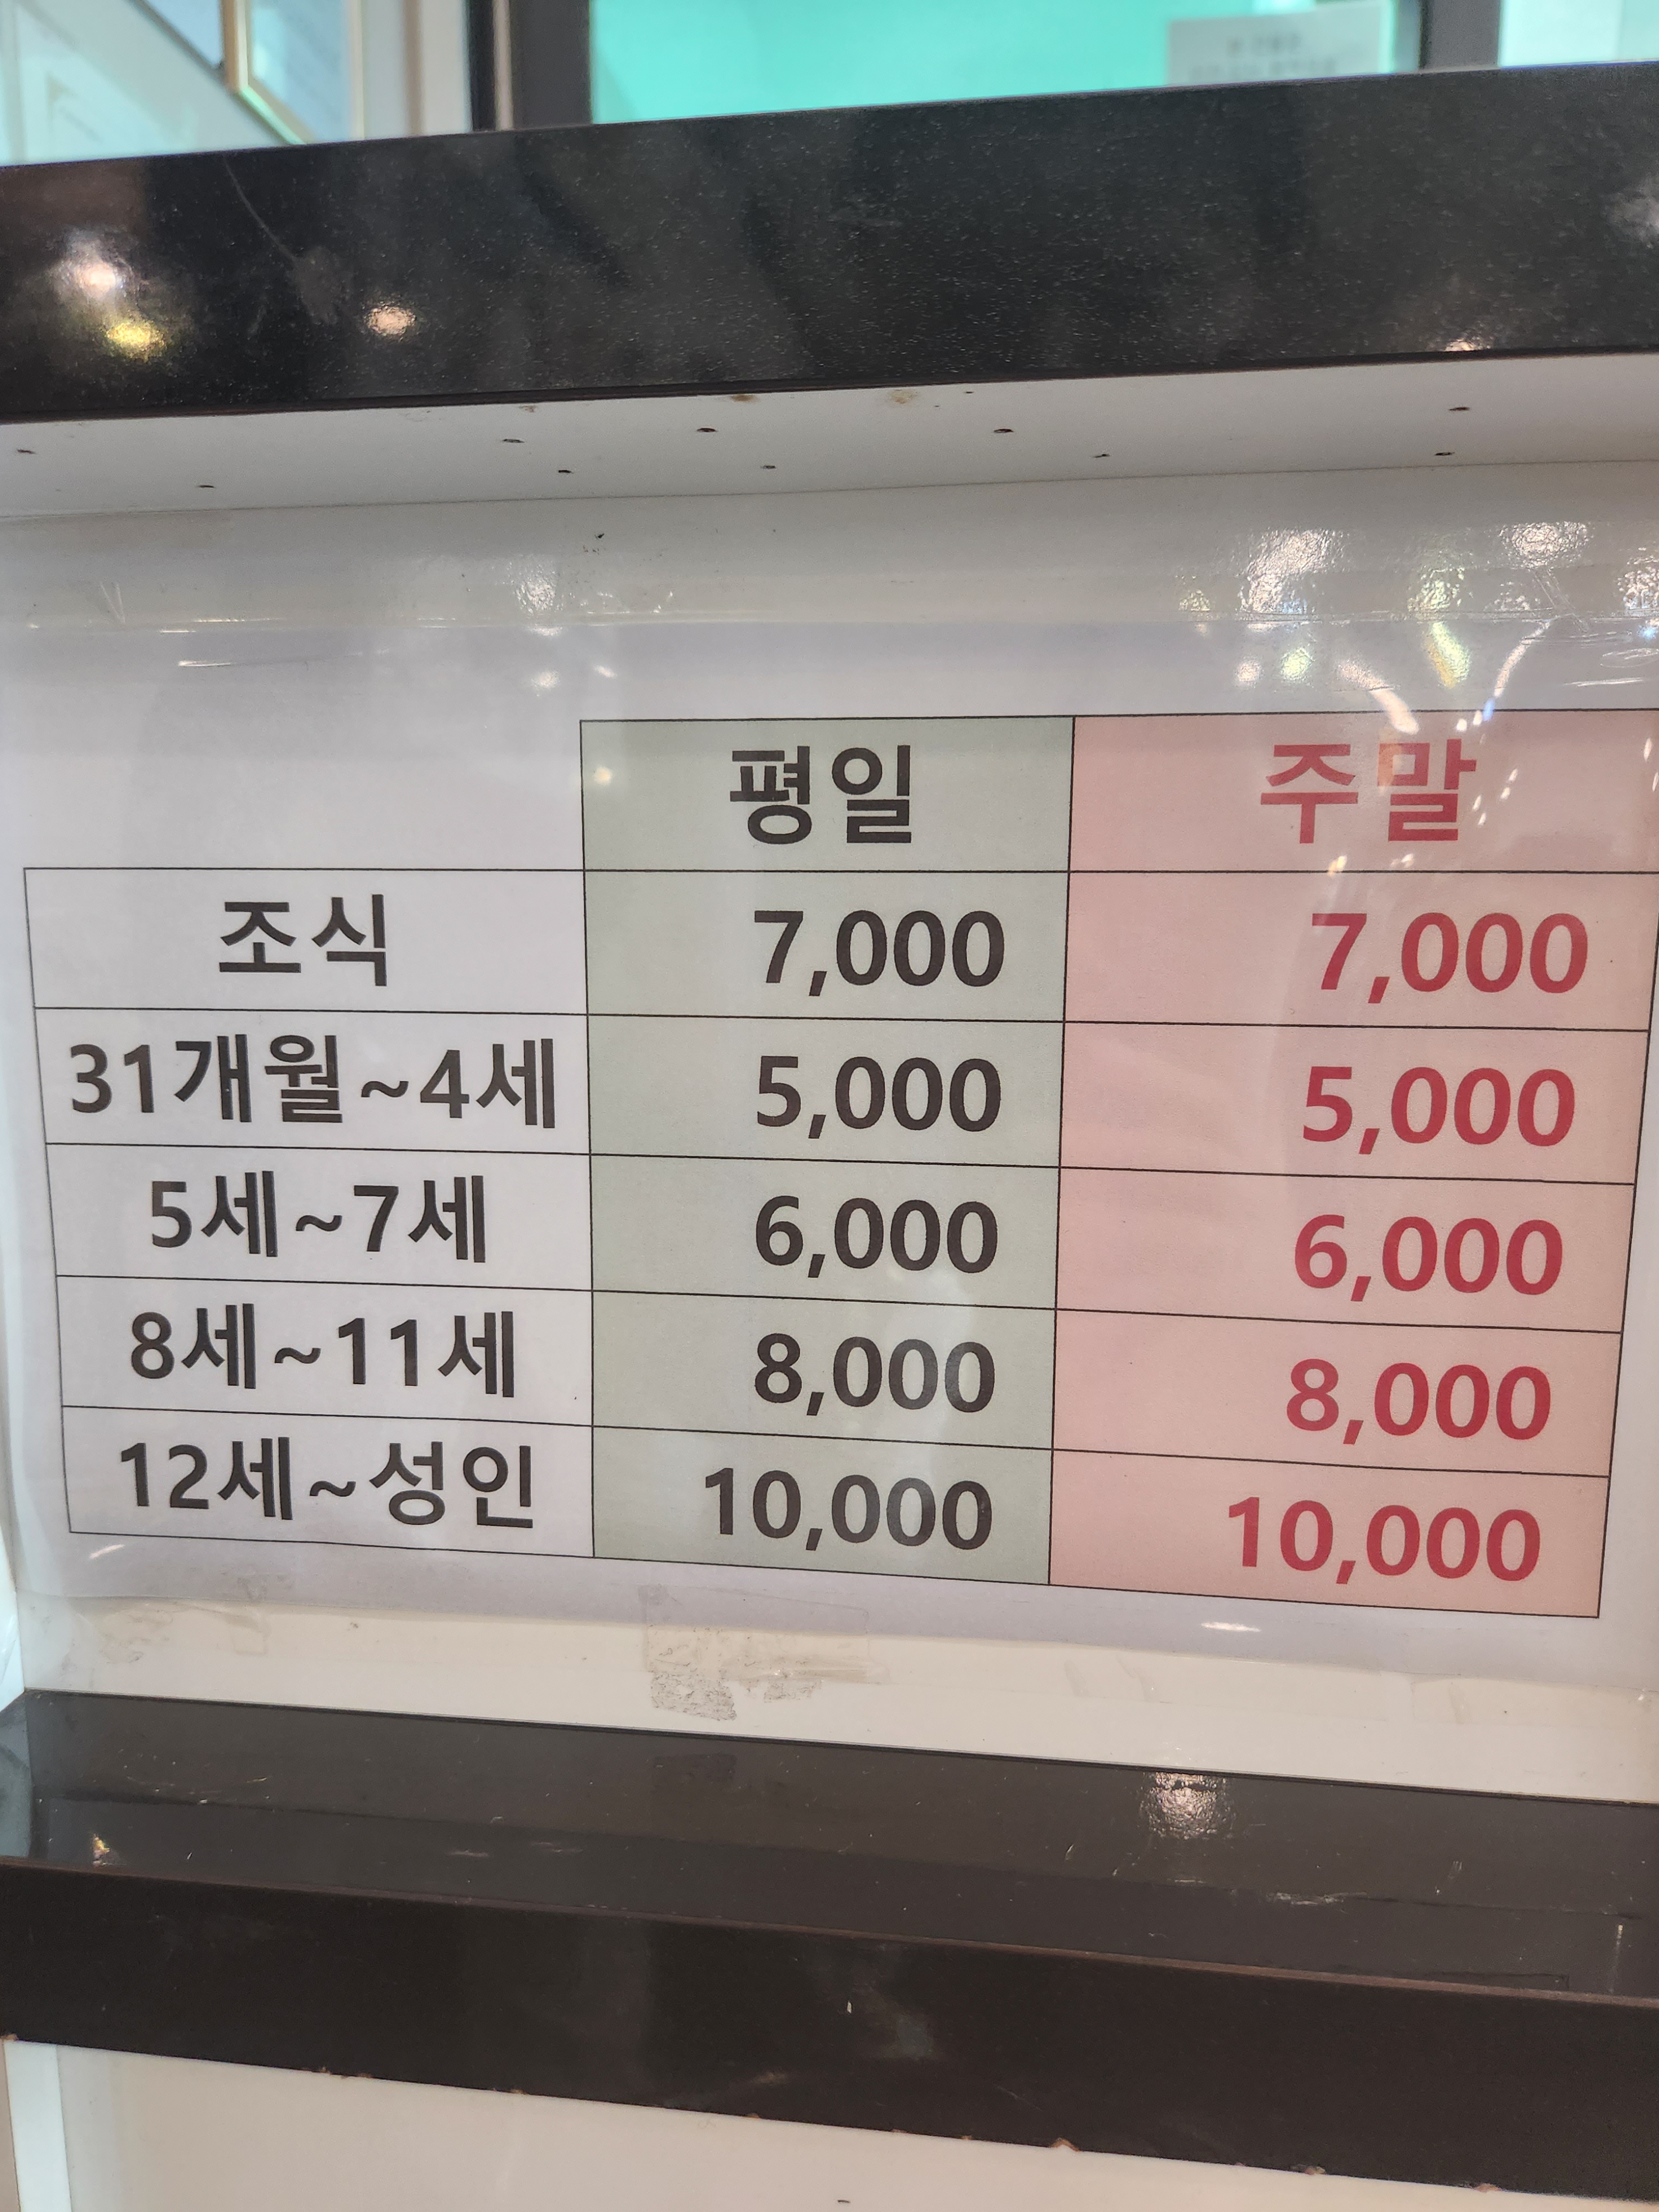 평일 주말
조식 7,000 7,000
31개월~4세 5,000 5,000
5세~7세 6,000 6,000
8세~11세 8,000 8,000
12세~성인 10,000 10,000